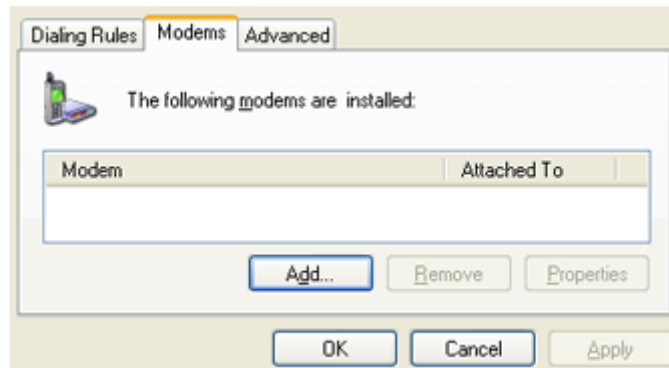 Dialing Rules Modems Advanced
The following modems are installed:
Modem Attached To
Add... Remove Properties
OK Cancel Apply